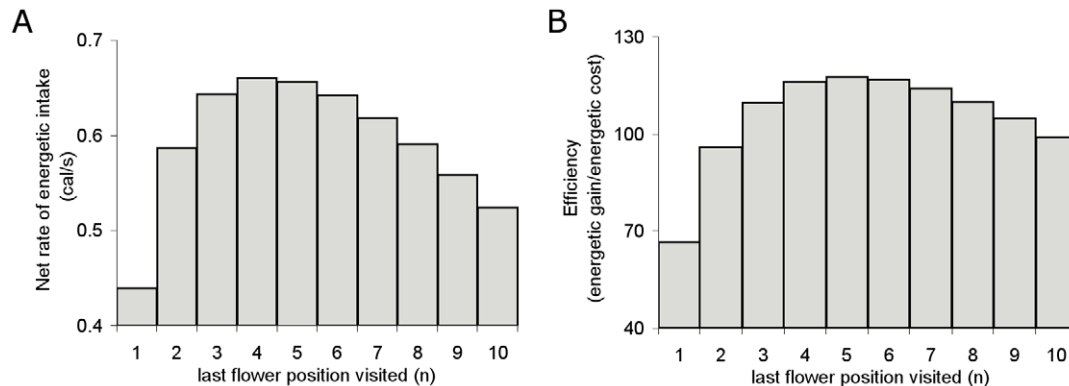 A
Net rate of energetic intake
(cal/s)
0.7
0.6
0.5
0.4
1 2 3 4 5 6 7 8 9 10
last flower position visited (n)
B
Efficiency
(energetic gain/energetic cost)
130
100
70
40
1 2 3 4 5 6 7 8 9 10
last flower position visited (n)